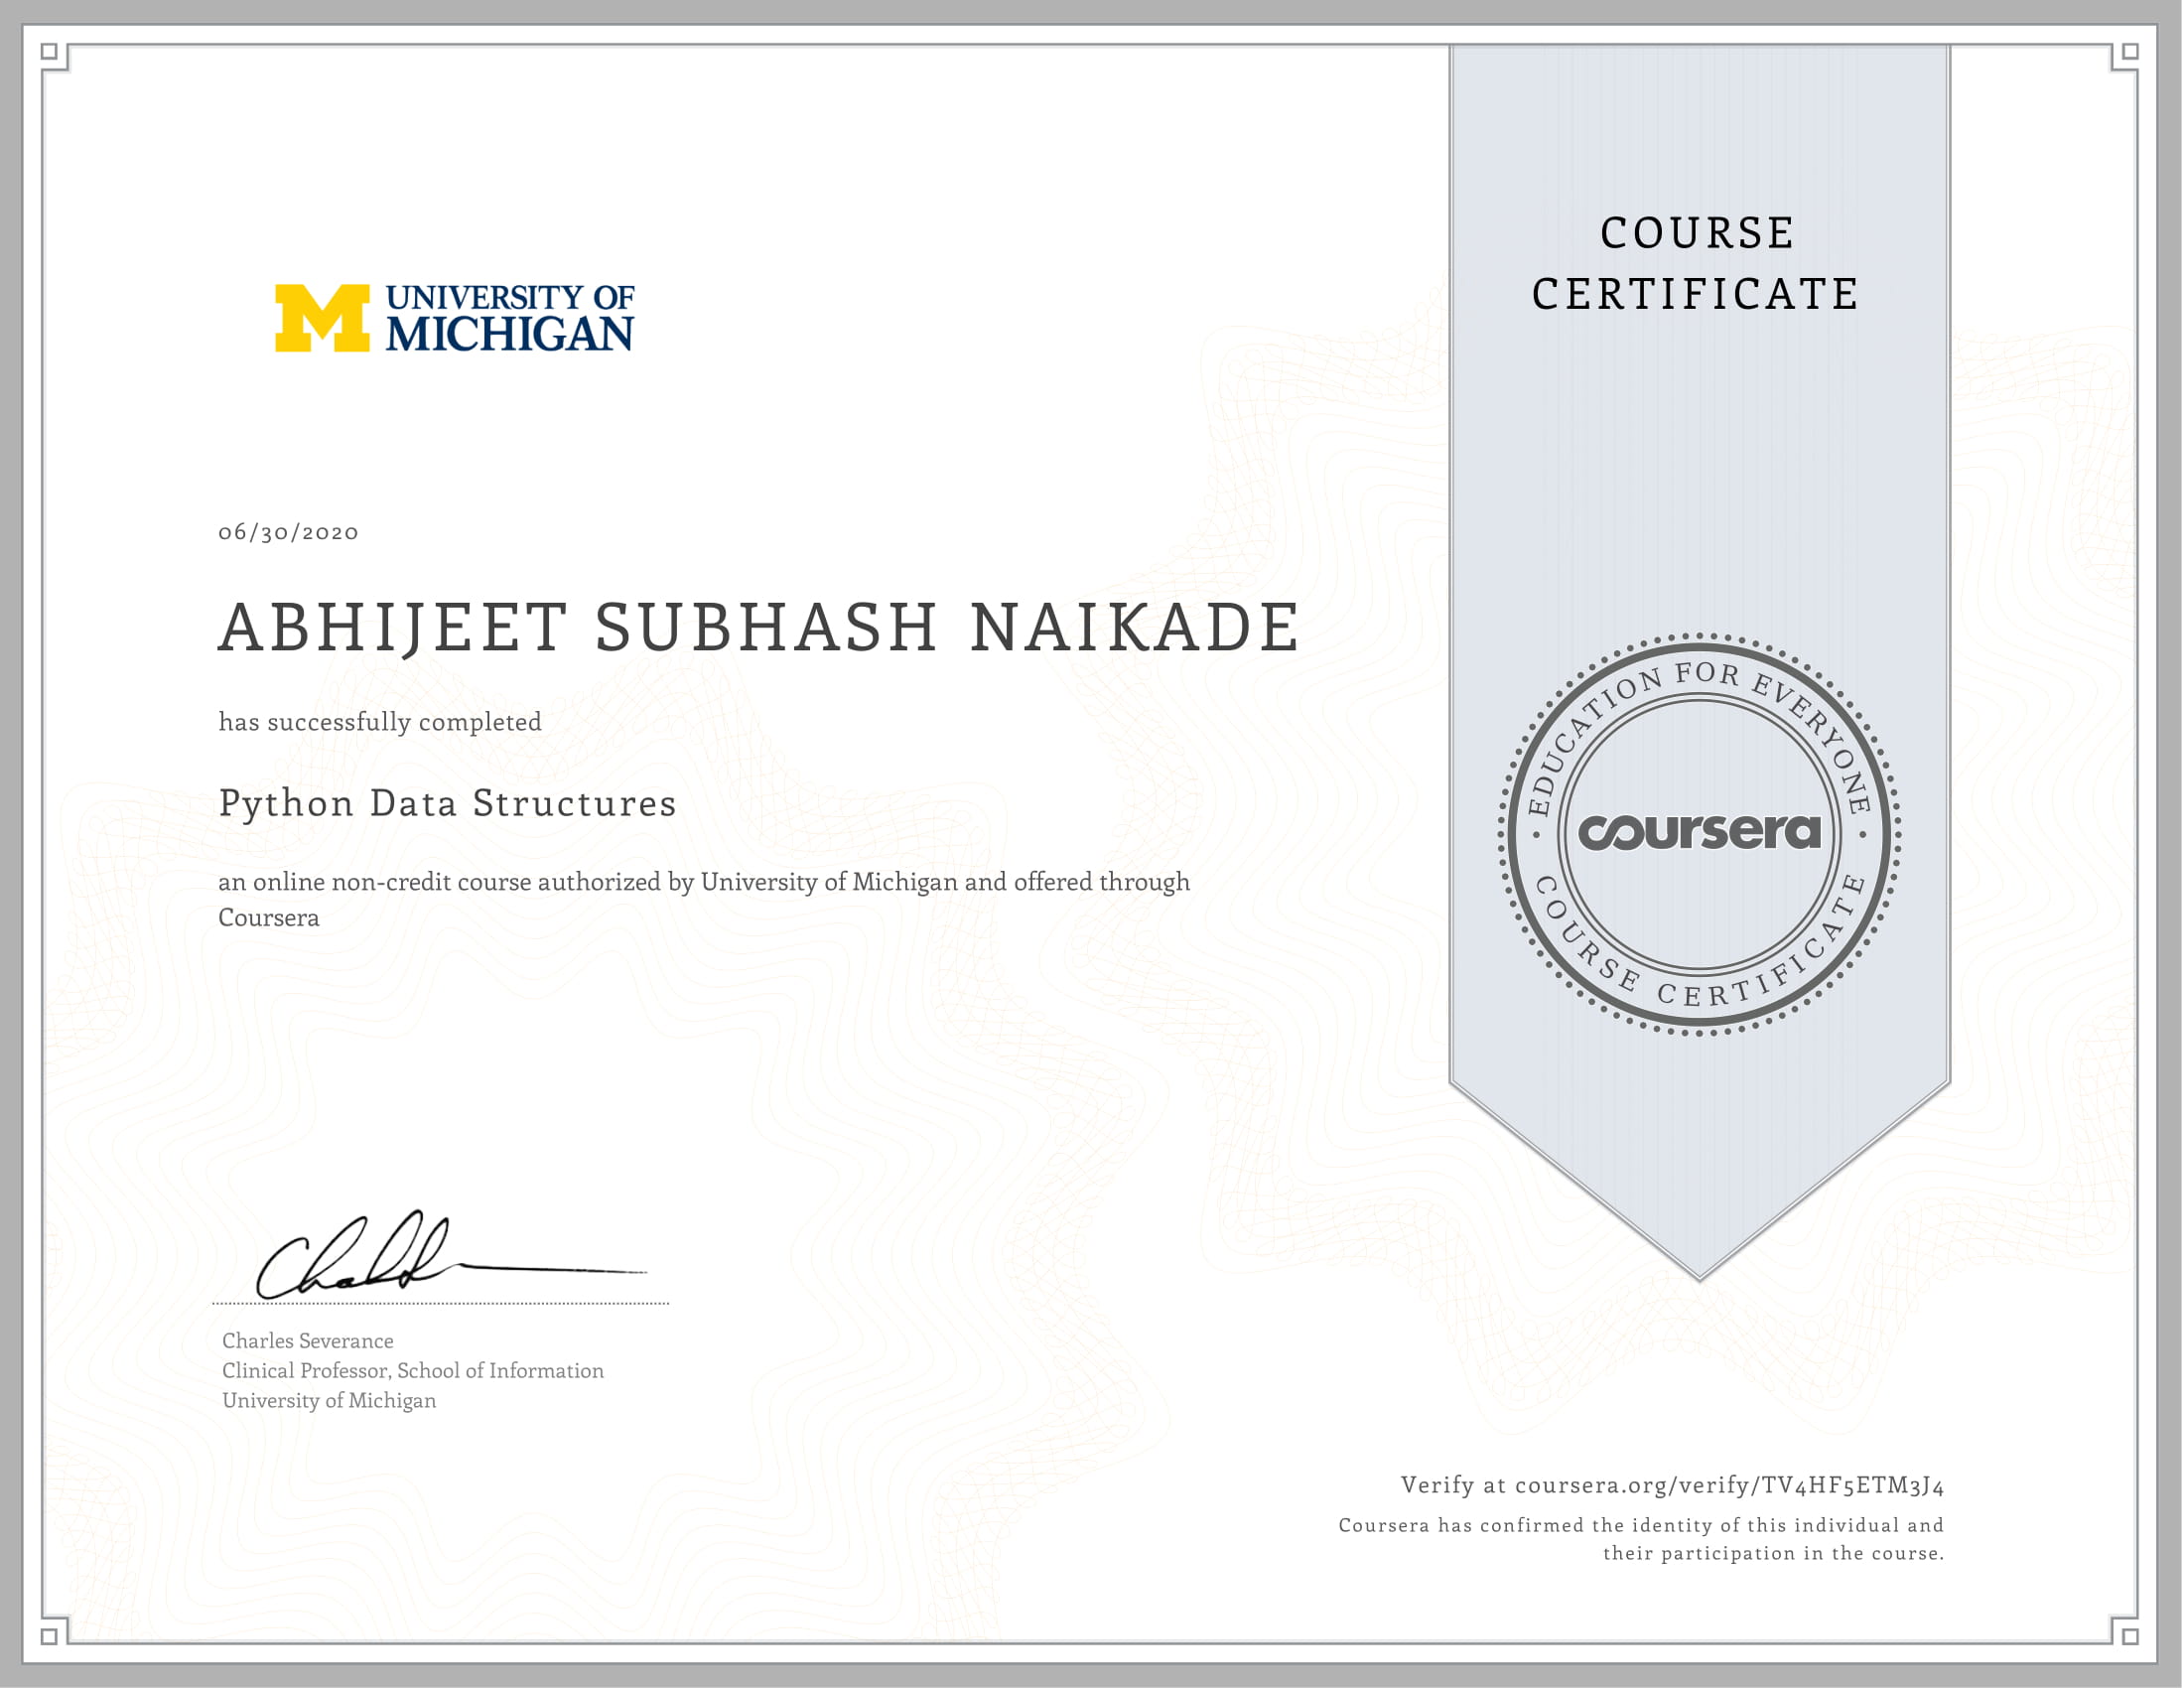 UNIVERSITY OF
MICHIGAN
06/30/2020
ABHIJEET SUBHASH NAIKADE
has successfully completed
Python Data Structures
an online non-credit course authorized by University of Michigan and offered through
Coursera
Charles Severance
Clinical Professor, School of Information
University of Michigan
COURSE
CERTIFICATE
EDUCATION FOR EVERYONE
coursera
COURSE CERTIFICATE
Verify at coursera.org/verify/TV4HF5ETM3J4
Coursera has confirmed the identity of this individual and
their participation in the course.